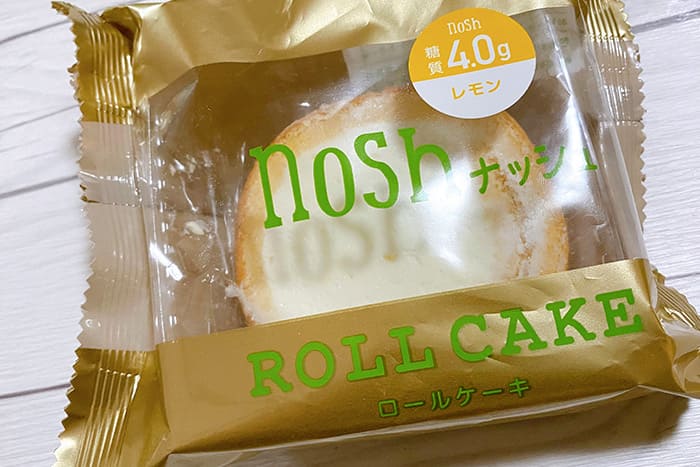 nosh
糖質 4.0g
レモン
nosh ナッシュ
ROLL CAKE
ロールケーキ